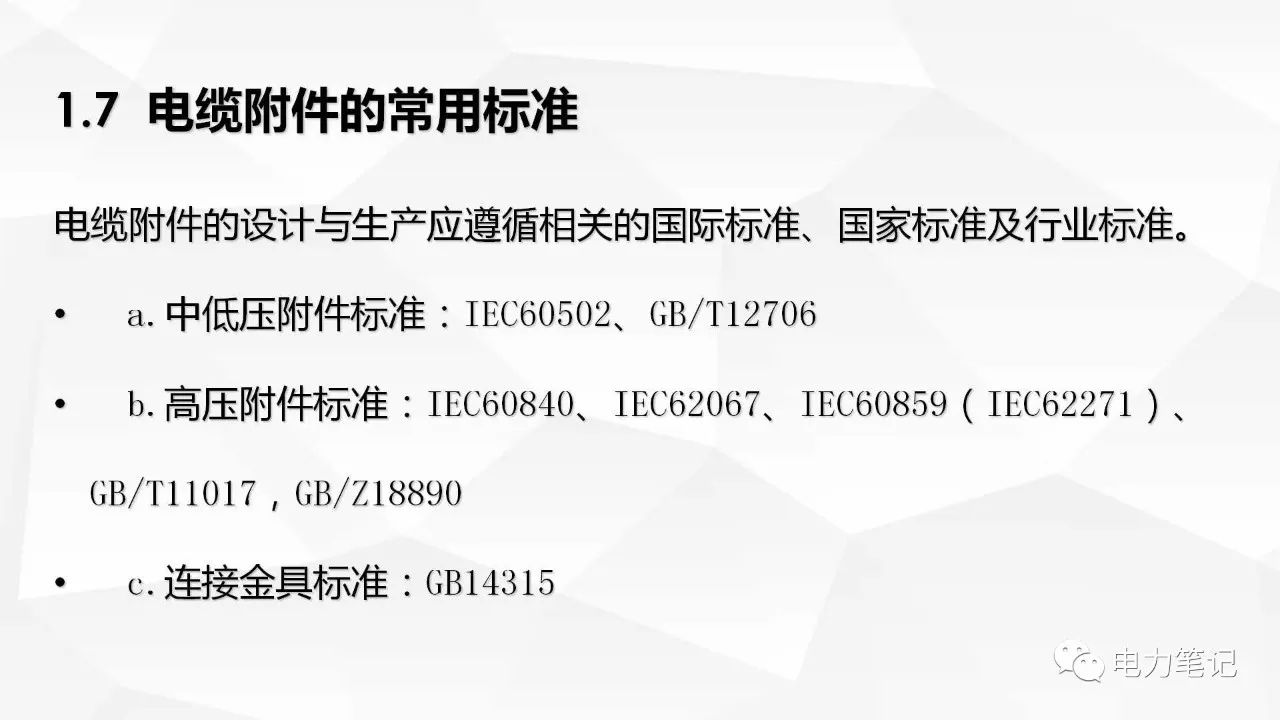 1.7 电缆附件的常用标准
电缆附件的设计与生产应遵循相关的国际标准、国家标准及行业标准。
• a.中低压附件标准：IEC60502、GB/T12706
• b.高压附件标准：IEC60840、IEC62067、IEC60859（IEC62271）、
GB/T11017，GB/Z18890
• c.连接金具标准：GB14315
电力笔记